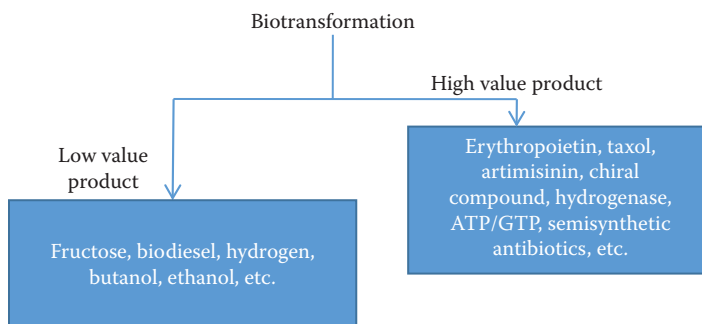 Biotransformation
High value product
Low value
product
Erythropoietin, taxol,
artimisinin, chiral
compound, hydrogenase,
ATP/GTP, semisynthetic
antibiotics, etc.
Fructose, biodiesel, hydrogen,
butanol, ethanol, etc.